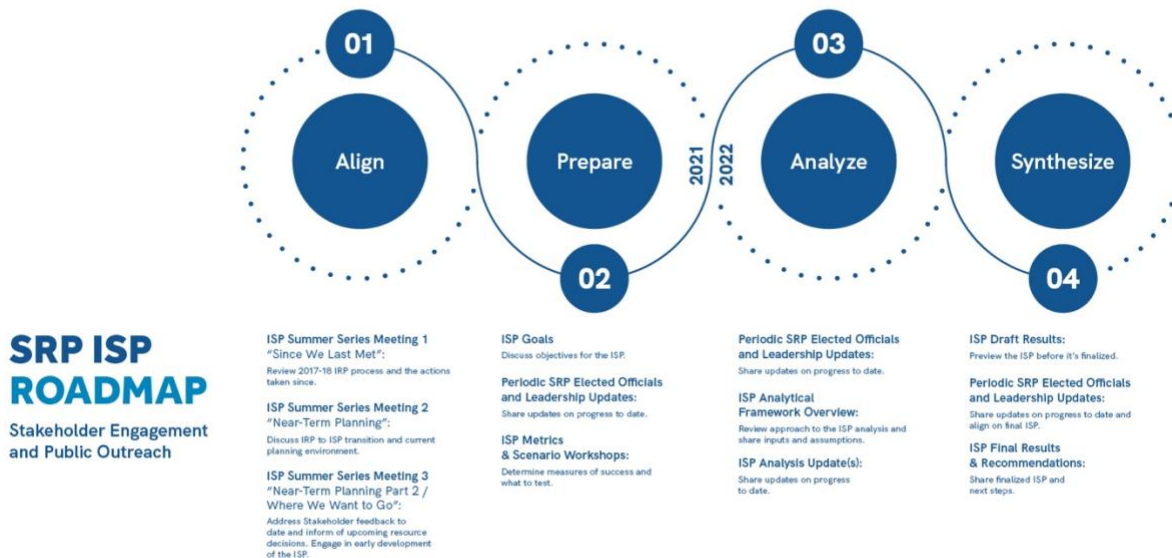 01
03
Align
Prepare
2021
2022
Analyze
Synthesize
02
04
SRP ISP
ROADMAP
Stakeholder Engagement
and Public Outreach
ISP Summer Series Meeting 1
“Since We Last Met”:
Review 2017-18 IRP process and the actions
taken since.
ISP Summer Series Meeting 2
“Near-Term Planning”:
Discuss IRP to ISP transition and current
planning environment.
ISP Summer Series Meeting 3
“Near-Term Planning Part 2 /
Where We Want to Go”:
Address Stakeholder feedback to
date and inform of upcoming resource
decisions. Engage in early development
of the ISP.
ISP Goals
Discuss objectives for the ISP.
Periodic SRP Elected Officials
and Leadership Updates:
Share updates on progress to date.
ISP Metrics
& Scenario Workshops:
Determine measures of success and
what to test.
Periodic SRP Elected Officials
and Leadership Updates:
Share updates on progress to date.
ISP Analytical
Framework Overview:
Review approach to the ISP analysis and
share inputs and assumptions.
ISP Analysis Update(s):
Share updates on progress
to date.
ISP Draft Results:
Preview the ISP before it’s finalized.
Periodic SRP Elected Officials
and Leadership Updates:
Share updates on progress to date and
align on final ISP.
ISP Final Results
& Recommendations:
Share finalized ISP and
next steps.